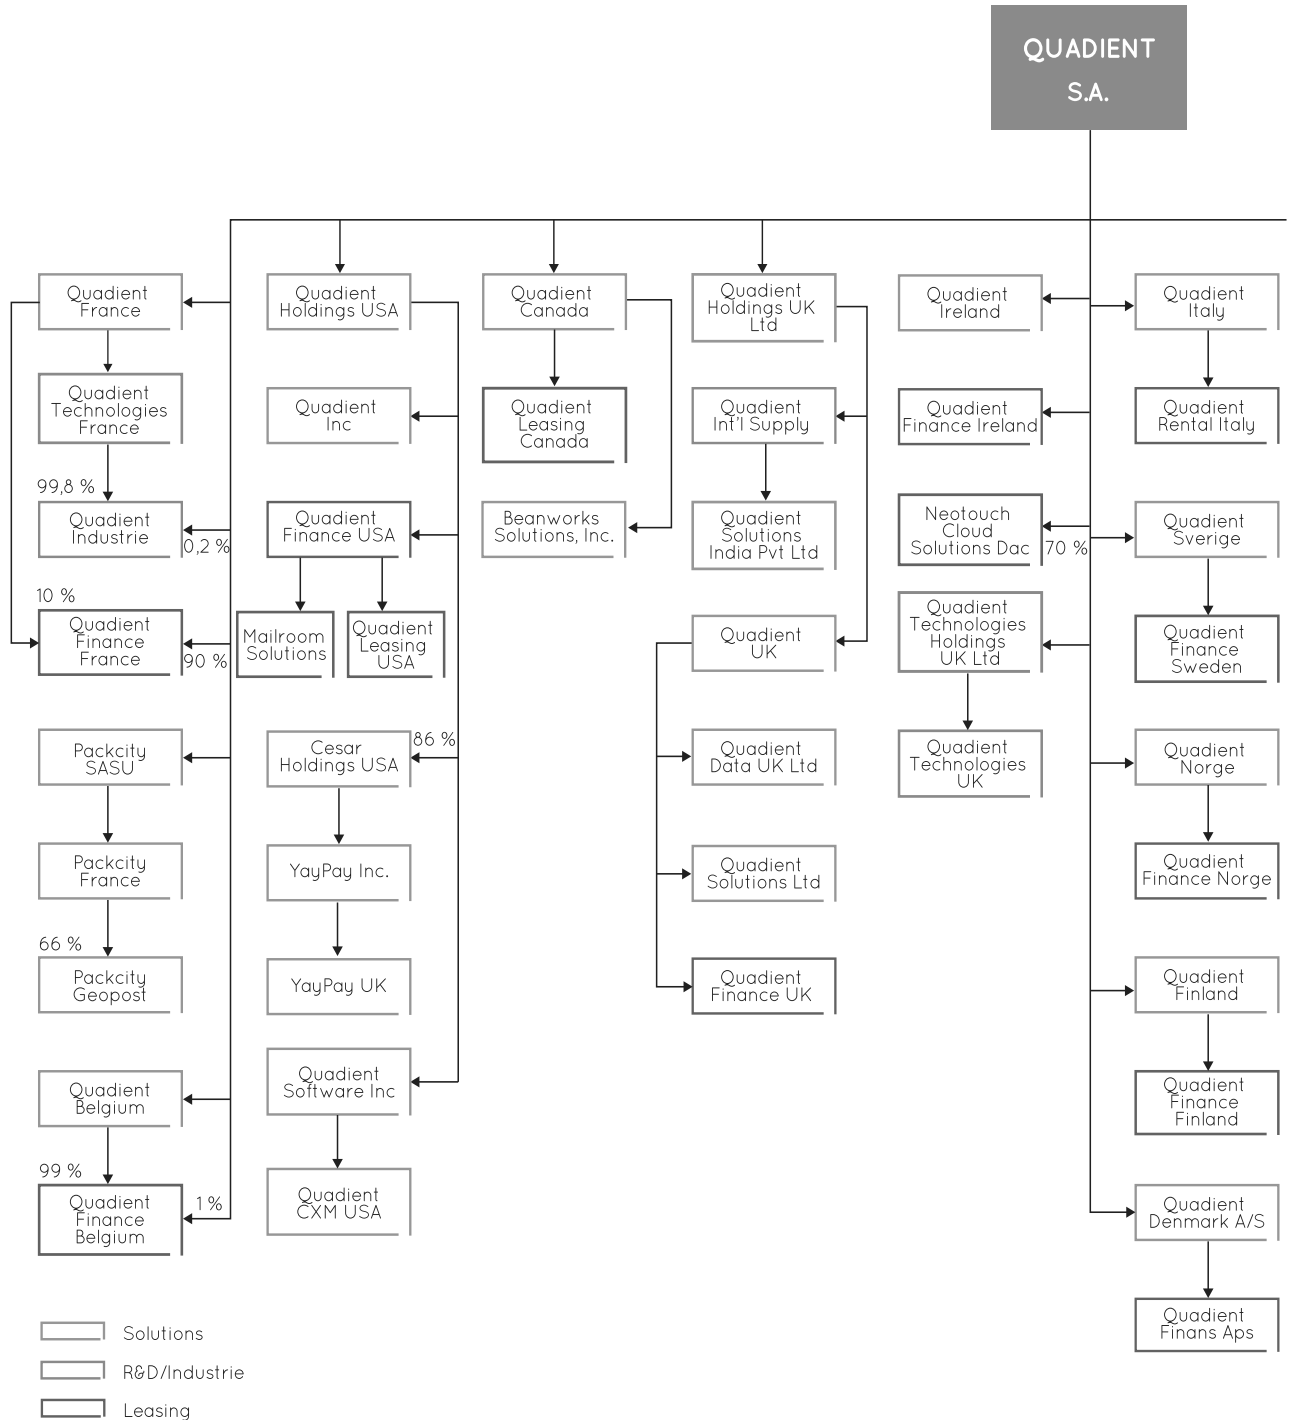 QUADIENT
S.A.
Quadient
France
Quadient
Technologies
France
99,8 %
Quadient
Industrie
0,2 %
10 %
Quadient
Finance
France
90 %
Packcity
SASU
Packcity
France
66 %
Packcity
Geopost
Quadient
Belgium
99 %
Quadient
Finance
Belgium
1 %
Quadient
Holdings USA
Quadient
Inc
Quadient
Finance USA
Mailroom
Solutions
Quadient
Leasing
USA
Cesar
Holdings USA
86 %
YayPay Inc.
YayPay UK
Quadient
Software Inc
Quadient
CXM USA
Quadient
Canada
Quadient
Leasing
Canada
Beanworks
Solutions, Inc.
Quadient
Holdings UK
Ltd
Quadient
Int'l Supply
Quadient
Solutions
India Pvt Ltd
Quadient
UK
Quadient
Data UK Ltd
Quadient
Solutions Ltd
Quadient
Finance UK
Quadient
Ireland
Quadient
Finance Ireland
Neotouch
Cloud
Solutions Dac
70 %
Quadient
Technologies
Holdings
UK Ltd
Quadient
Technologies
UK
Quadient
Italy
Quadient
Rental Italy
Quadient
Sverige
Quadient
Finance
Sweden
Quadient
Norge
Quadient
Finance Norge
Quadient
Finland
Quadient
Finance
Finland
Quadient
Denmark A/S
Quadient
Finans Aps
Solutions
R&D/Industrie
Leasing